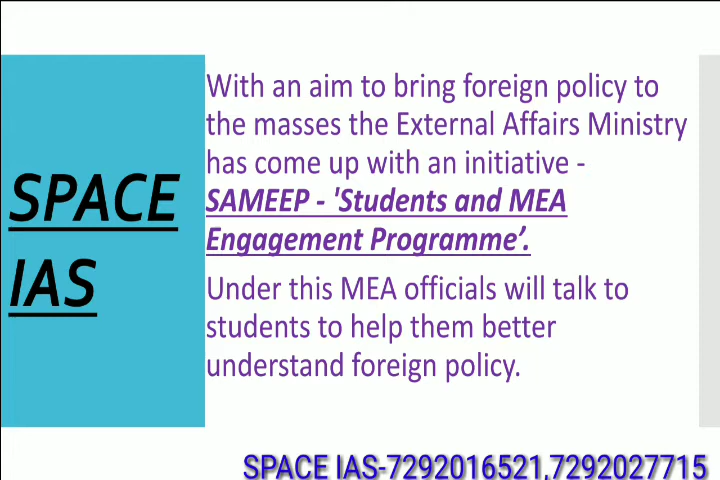 SPACE
IAS
With an aim to bring foreign policy to
the masses the External Affairs Ministry
has come up with an initiative -
SAMEEP - 'Students and MEA
Engagement Programme’.
Under this MEA officials will talk to
students to help them better
understand foreign policy.
SPACE IAS-7292016521,7292027715